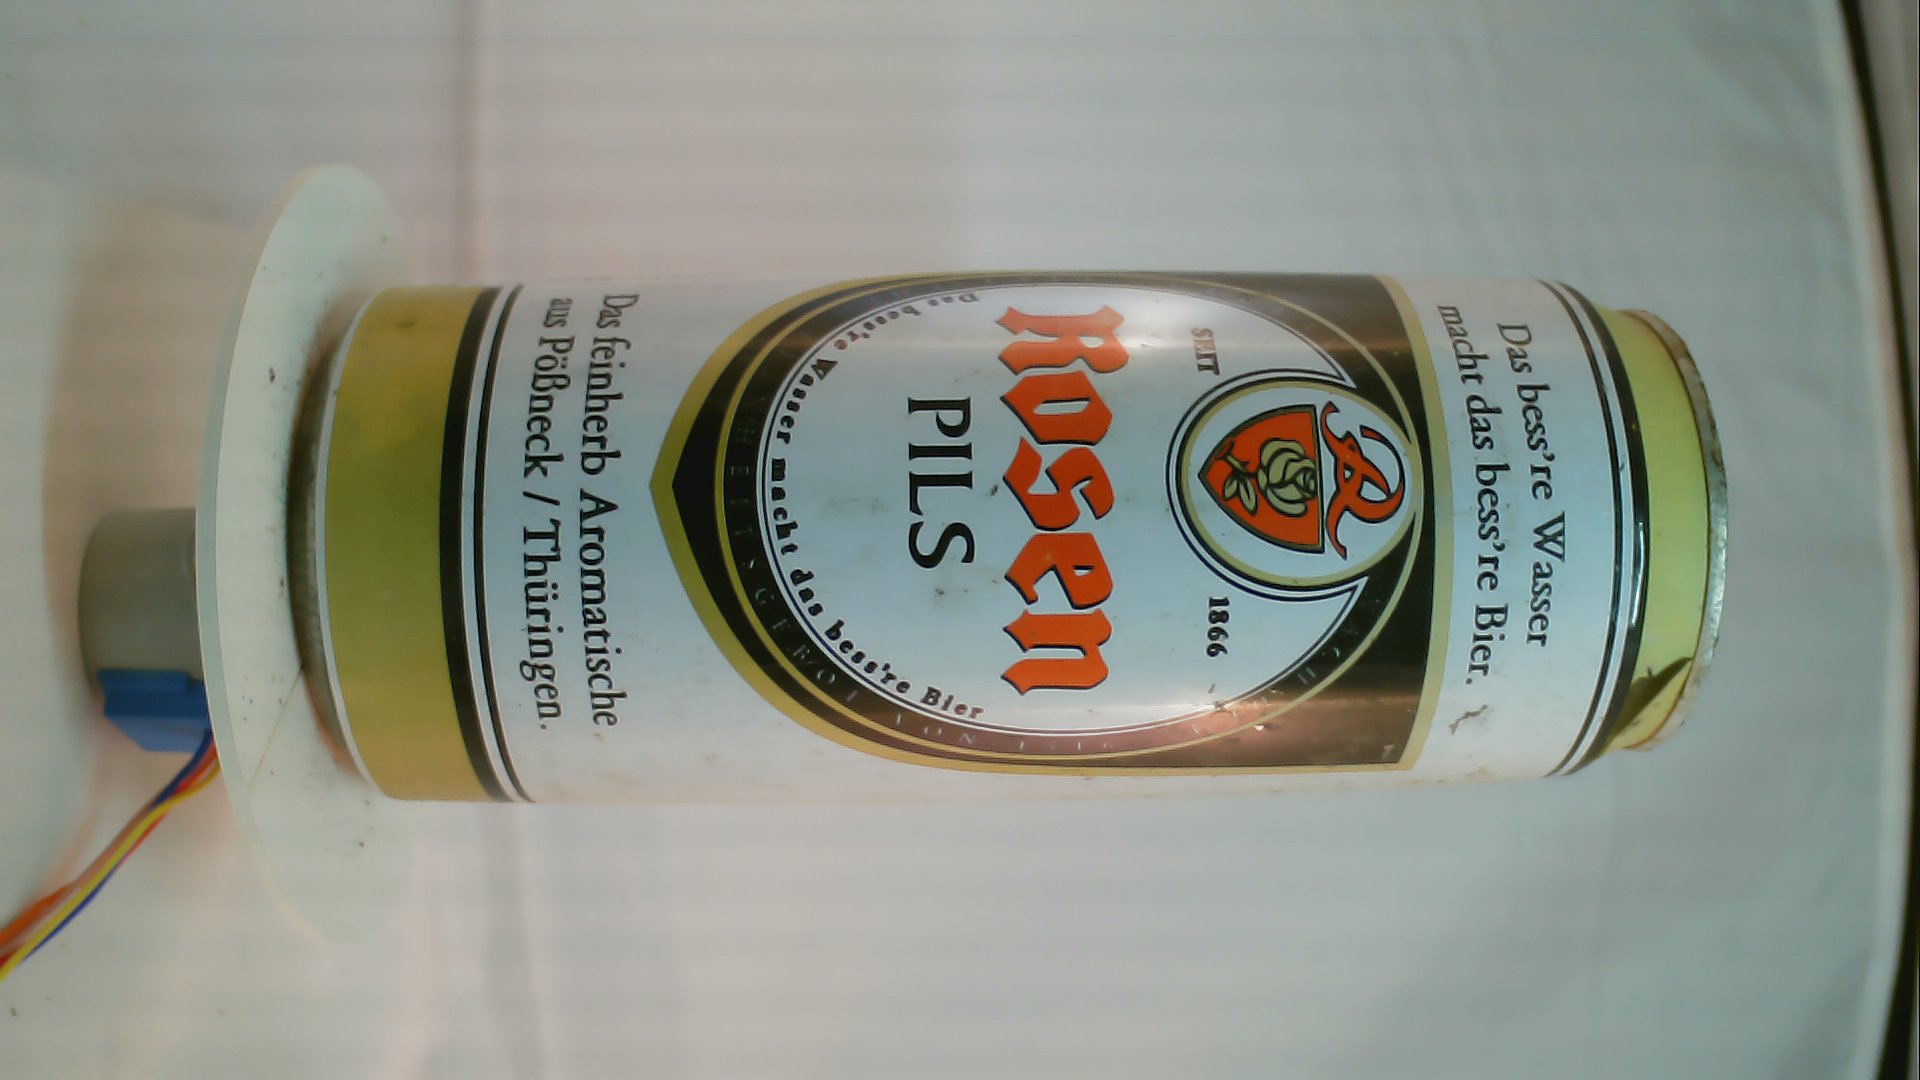 Das bess're Wasser
macht das bess're Bier.
R
SEIT 1866
Rosen
PILS
Das bess're Wasser macht das bess're Bier
Das feinherb Aromatische
aus Pößneck / Thüringen.